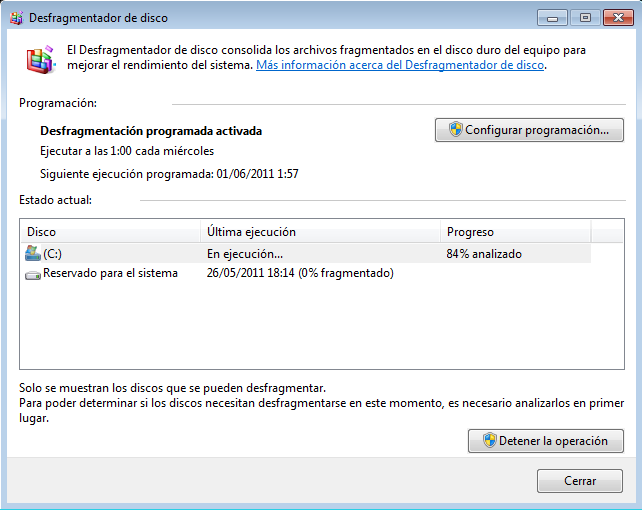 Desfragmentador de disco
El Desfragmentador de disco consolida los archivos fragmentados en el disco duro del equipo para
mejorar el rendimiento del sistema. Más información acerca del Desfragmentador de disco.
Programación:
Desfragmentación programada activada
Configurar programación...
Ejecutar a las 1:00 cada miércoles
Siguiente ejecución programada: 01/06/2011 1:57
Estado actual:
Disco Última ejecución Progreso
(C:) En ejecución... 84% analizado
Reservado para el sistema 26/05/2011 18:14 (0% fragmentado)
Solo se muestran los discos que se pueden desfragmentar.
Para poder determinar si los discos necesitan desfragmentarse en este momento, es necesario analizarlos en primer
lugar.
Detener la operación
Cerrar